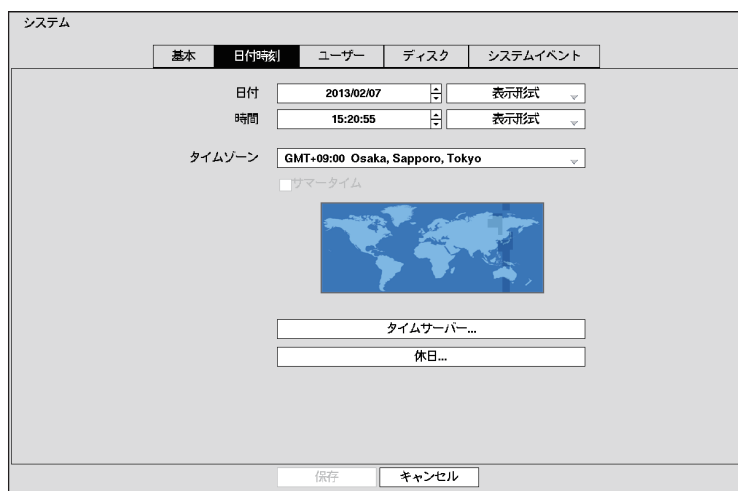 システム
基本 日付時刻 ユーザー ディスク システムイベント
日付 2013/02/07 表示形式
時間 15:20:55 表示形式
タイムゾーン GMT+09:00 Osaka, Sapporo, Tokyo
サマータイム
タイムサーバー...
休日...
保存 キャンセル